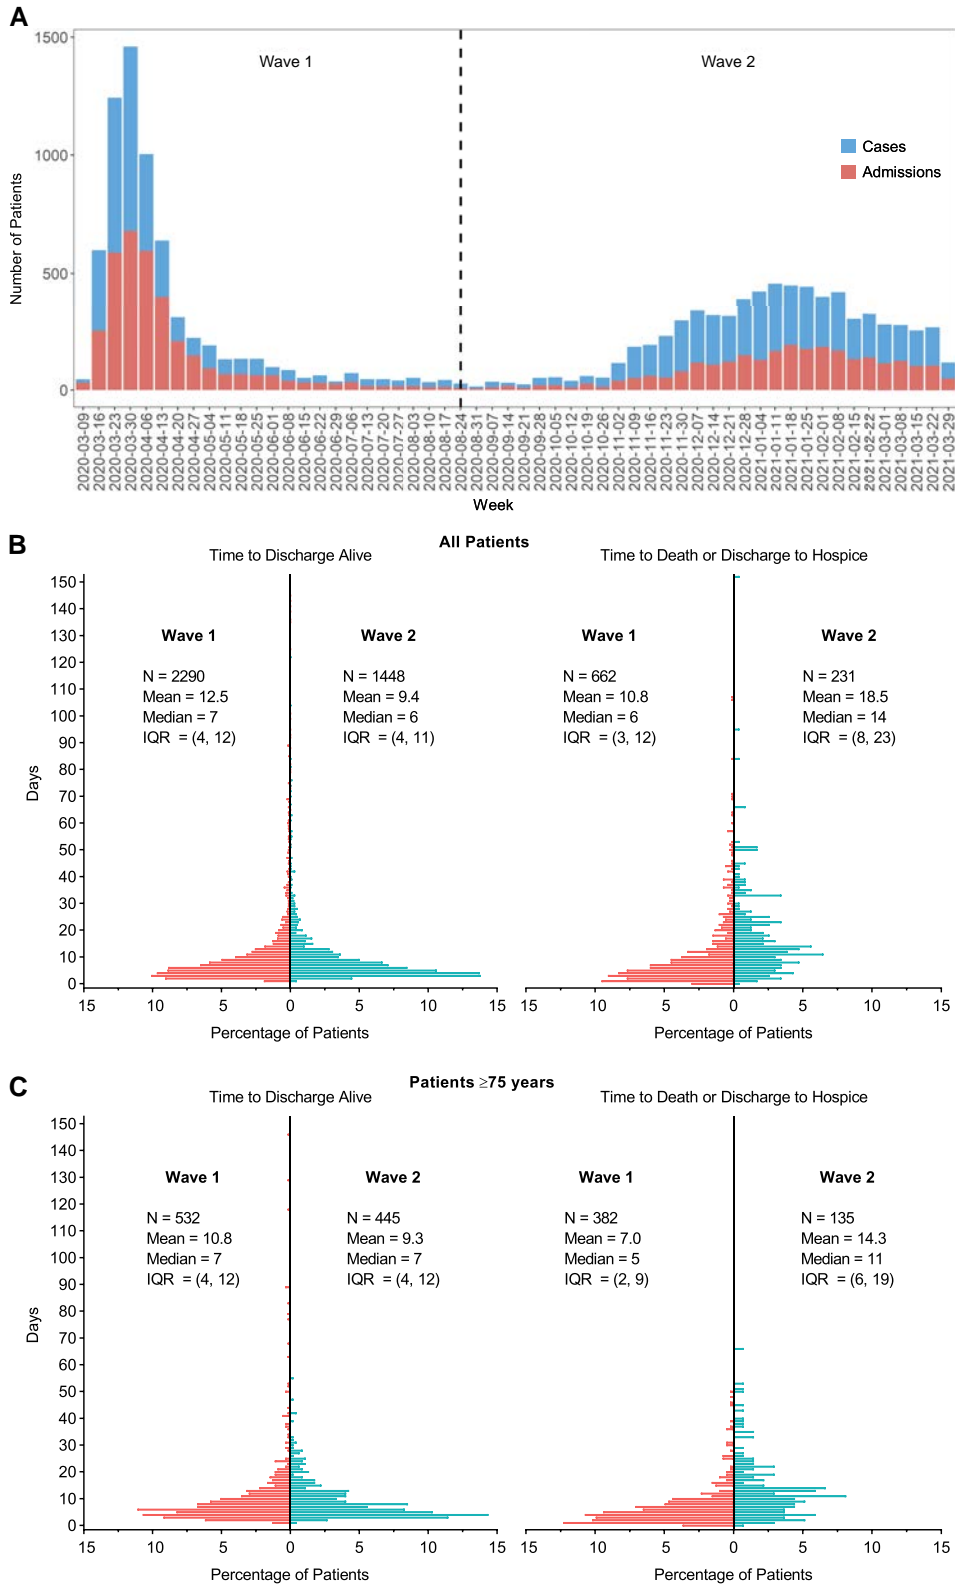 A
1500
1000
500
0
Number of Patients
Wave 1
Wave 2
Cases
Admissions
2020-03-09
2020-03-16
2020-03-23
2020-03-30
2020-04-06
2020-04-13
2020-04-20
2020-04-27
2020-05-04
2020-05-11
2020-05-18
2020-05-25
2020-06-01
2020-06-08
2020-06-15
2020-06-22
2020-06-29
2020-07-06
2020-07-13
2020-07-20
2020-07-27
2020-08-03
2020-08-10
2020-08-17
2020-08-24
2020-08-31
2020-09-07
2020-09-14
2020-09-21
2020-09-28
2020-10-05
2020-10-12
2020-10-19
2020-10-26
2020-11-02
2020-11-09
2020-11-16
2020-11-23
2020-11-30
2020-12-07
2020-12-14
2020-12-21
2020-12-28
2021-01-04
2021-01-11
2021-01-18
2021-01-25
2021-02-01
2021-02-08
2021-02-15
2021-02-22
2021-03-01
2021-03-08
2021-03-15
2021-03-22
2021-03-29
Week
B
All Patients
Time to Discharge Alive
Time to Death or Discharge to Hospice
150
140
130
120
110
100
90
80
70
60
50
40
30
20
10
0
Days
Wave 1
N = 2290
Mean = 12.5
Median = 7
IQR = (4, 12)
Wave 2
N = 1448
Mean = 9.4
Median = 6
IQR = (4, 11)
Wave 1
N = 662
Mean = 10.8
Median = 6
IQR = (3, 12)
Wave 2
N = 231
Mean = 18.5
Median = 14
IQR = (8, 23)
15 10 5 0 5 10 15
15 10 5 0 5 10 15
Percentage of Patients
Percentage of Patients
C
Patients ≥75 years
Time to Discharge Alive
Time to Death or Discharge to Hospice
150
140
130
120
110
100
90
80
70
60
50
40
30
20
10
0
Days
Wave 1
N = 532
Mean = 10.8
Median = 7
IQR = (4, 12)
Wave 2
N = 445
Mean = 9.3
Median = 7
IQR = (4, 12)
Wave 1
N = 382
Mean = 7.0
Median = 5
IQR = (2, 9)
Wave 2
N = 135
Mean = 14.3
Median = 11
IQR = (6, 19)
15 10 5 0 5 10 15
15 10 5 0 5 10 15
Percentage of Patients
Percentage of Patients